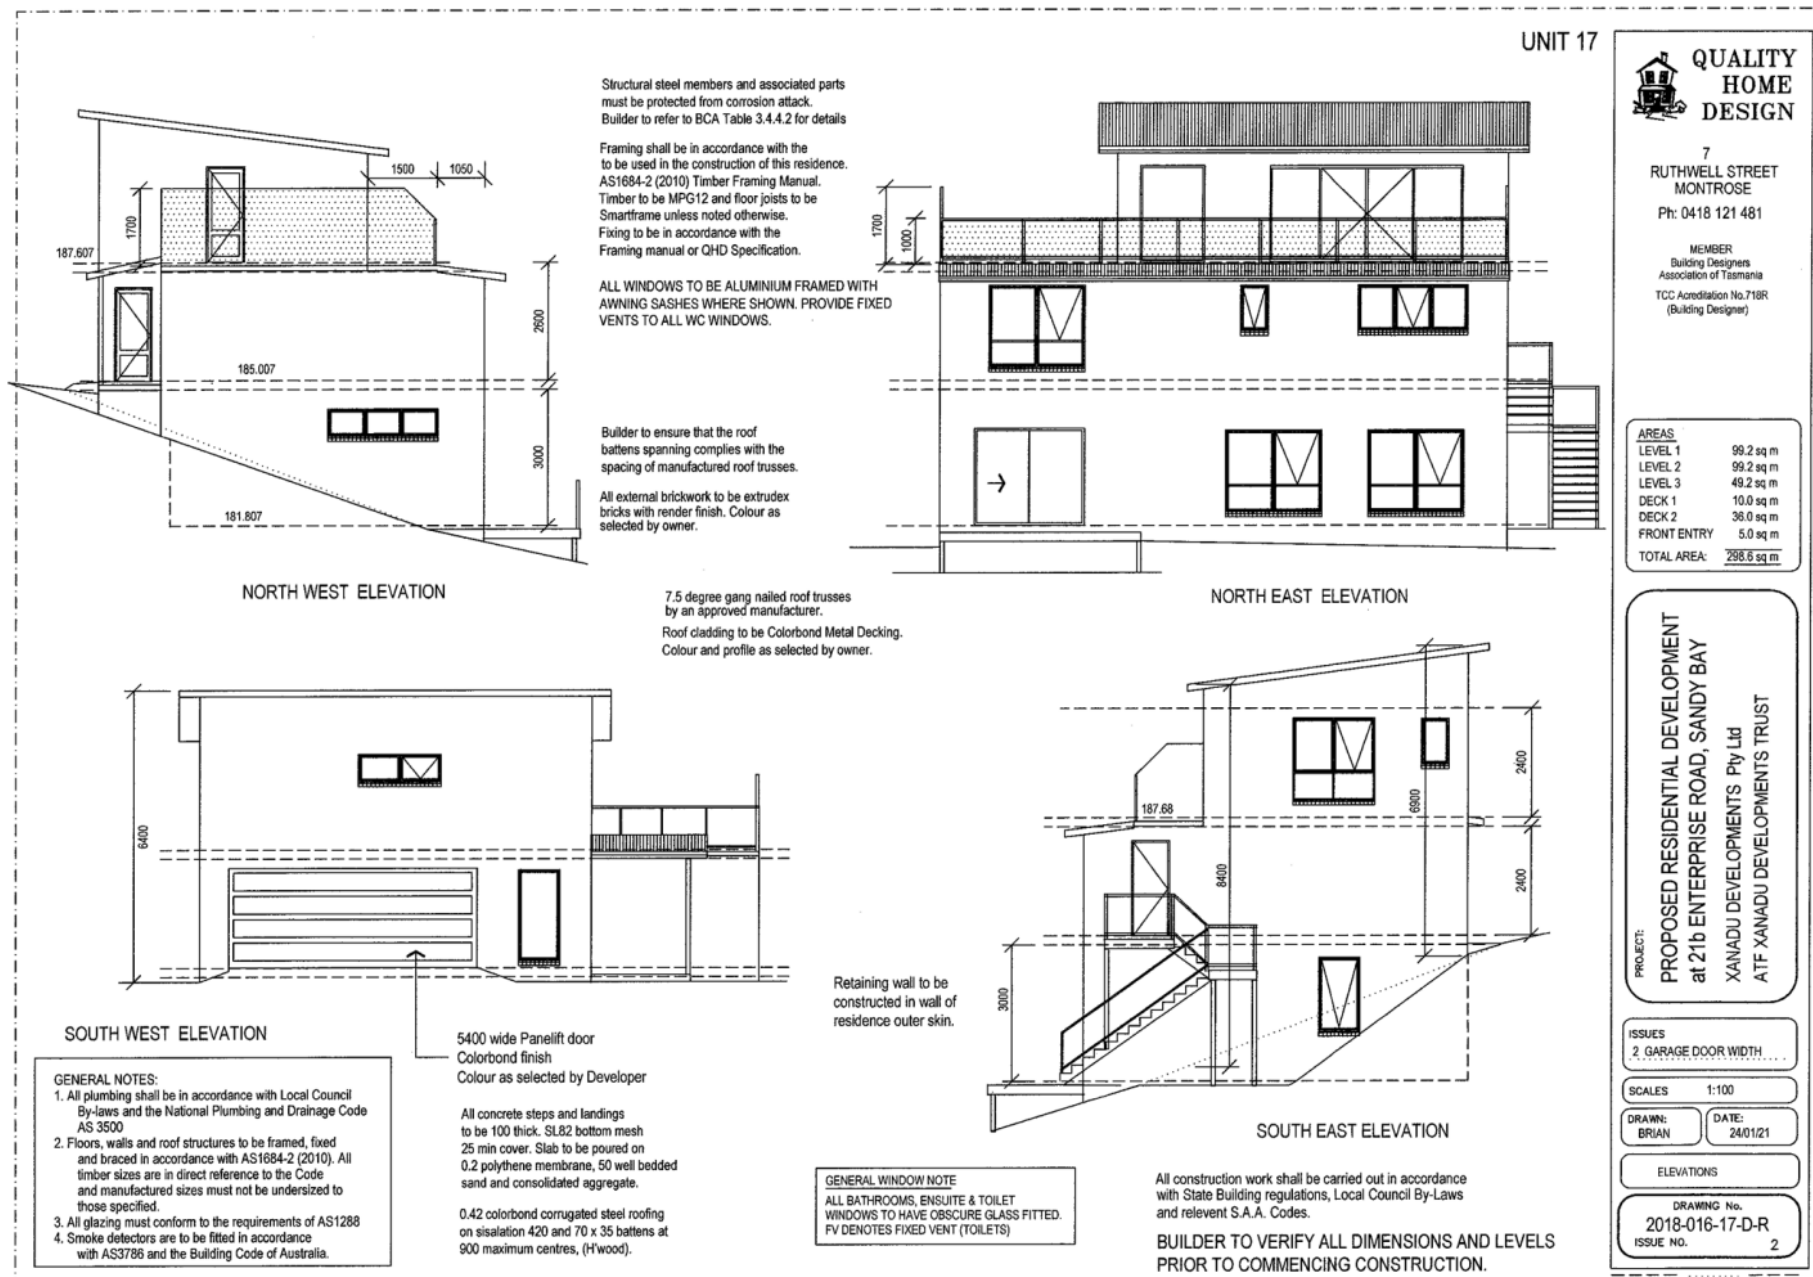 UNIT 17
Structural steel members and associated parts
must be protected from corrosion attack.
Builder to refer to BCA Table 3.4.4.2 for details
Framing shall be in accordance with the
to be used in the construction of this residence.
AS1684-2 (2010) Timber Framing Manual.
Timber to be MPG12 and floor joists to be
Smartframe unless noted otherwise.
Fixing to be in accordance with the
Framing manual or QHD Specification.
ALL WINDOWS TO BE ALUMINIUM FRAMED WITH
AWNING SASHES WHERE SHOWN. PROVIDE FIXED
VENTS TO ALL WC WINDOWS.
Builder to ensure that the roof
battens spanning complies with the
spacing of manufactured roof trusses.
All external brickwork to be extrudex
bricks with render finish. Colour as
selected by owner.
1500
1050
1700
187.607
2600
185.007
3000
181.807
NORTH WEST ELEVATION
1700
1000
NORTH EAST ELEVATION
7.5 degree gang nailed roof trusses
by an approved manufacturer.
Roof cladding to be Colorbond Metal Decking.
Colour and profile as selected by owner.
6400
SOUTH WEST ELEVATION
5400 wide Panelift door
Colorbond finish
Colour as selected by Developer
2400
187.68
6900
8400
2400
3000
Retaining wall to be
constructed in wall of
residence outer skin.
SOUTH EAST ELEVATION
GENERAL NOTES:
1. All plumbing shall be in accordance with Local Council
By-laws and the National Plumbing and Drainage Code
AS 3500
2. Floors, walls and roof structures to be framed, fixed
and braced in accordance with AS1684-2 (2010). All
timber sizes are in direct reference to the Code
and manufactured sizes must not be undersized to
those specified.
3. All glazing must conform to the requirements of AS1288
4. Smoke detectors are to be fitted in accordance
with AS3786 and the Building Code of Australia.
All concrete steps and landings
to be 100 thick. SL82 bottom mesh
25 min cover. Slab to be poured on
0.2 polythene membrane, 50 well bedded
sand and consolidated aggregate.
0.42 colorbond corrugated steel roofing
on sisalation 420 and 70 x 35 battens at
900 maximum centres, (H'wood).
GENERAL WINDOW NOTE
ALL BATHROOMS, ENSUITE & TOILET
WINDOWS TO HAVE OBSCURE GLASS FITTED.
FV DENOTES FIXED VENT (TOILETS)
All construction work shall be carried out in accordance
with State Building regulations, Local Council By-Laws
and relevent S.A.A. Codes.
BUILDER TO VERIFY ALL DIMENSIONS AND LEVELS
PRIOR TO COMMENCING CONSTRUCTION.
QUALITY
HOME
DESIGN
7
RUTHWELL STREET
MONTROSE
Ph: 0418 121 481
MEMBER
Building Designers
Association of Tasmania
TCC Acreditation No.718R
(Building Designer)
AREAS
LEVEL 1 99.2 sq m
LEVEL 2 99.2 sq m
LEVEL 3 49.2 sq m
DECK 1 10.0 sq m
DECK 2 36.0 sq m
FRONT ENTRY 5.0 sq m
TOTAL AREA: 298.6 sq m
PROJECT:
PROPOSED RESIDENTIAL DEVELOPMENT
at 21b ENTERPRISE ROAD, SANDY BAY
XANADU DEVELOPMENTS Pty Ltd
ATF XANADU DEVELOPMENTS TRUST
ISSUES
2 GARAGE DOOR WIDTH
SCALES 1:100
DRAWN:
BRIAN
DATE:
24/01/21
ELEVATIONS
DRAWING No.
2018-016-17-D-R
ISSUE NO. 2